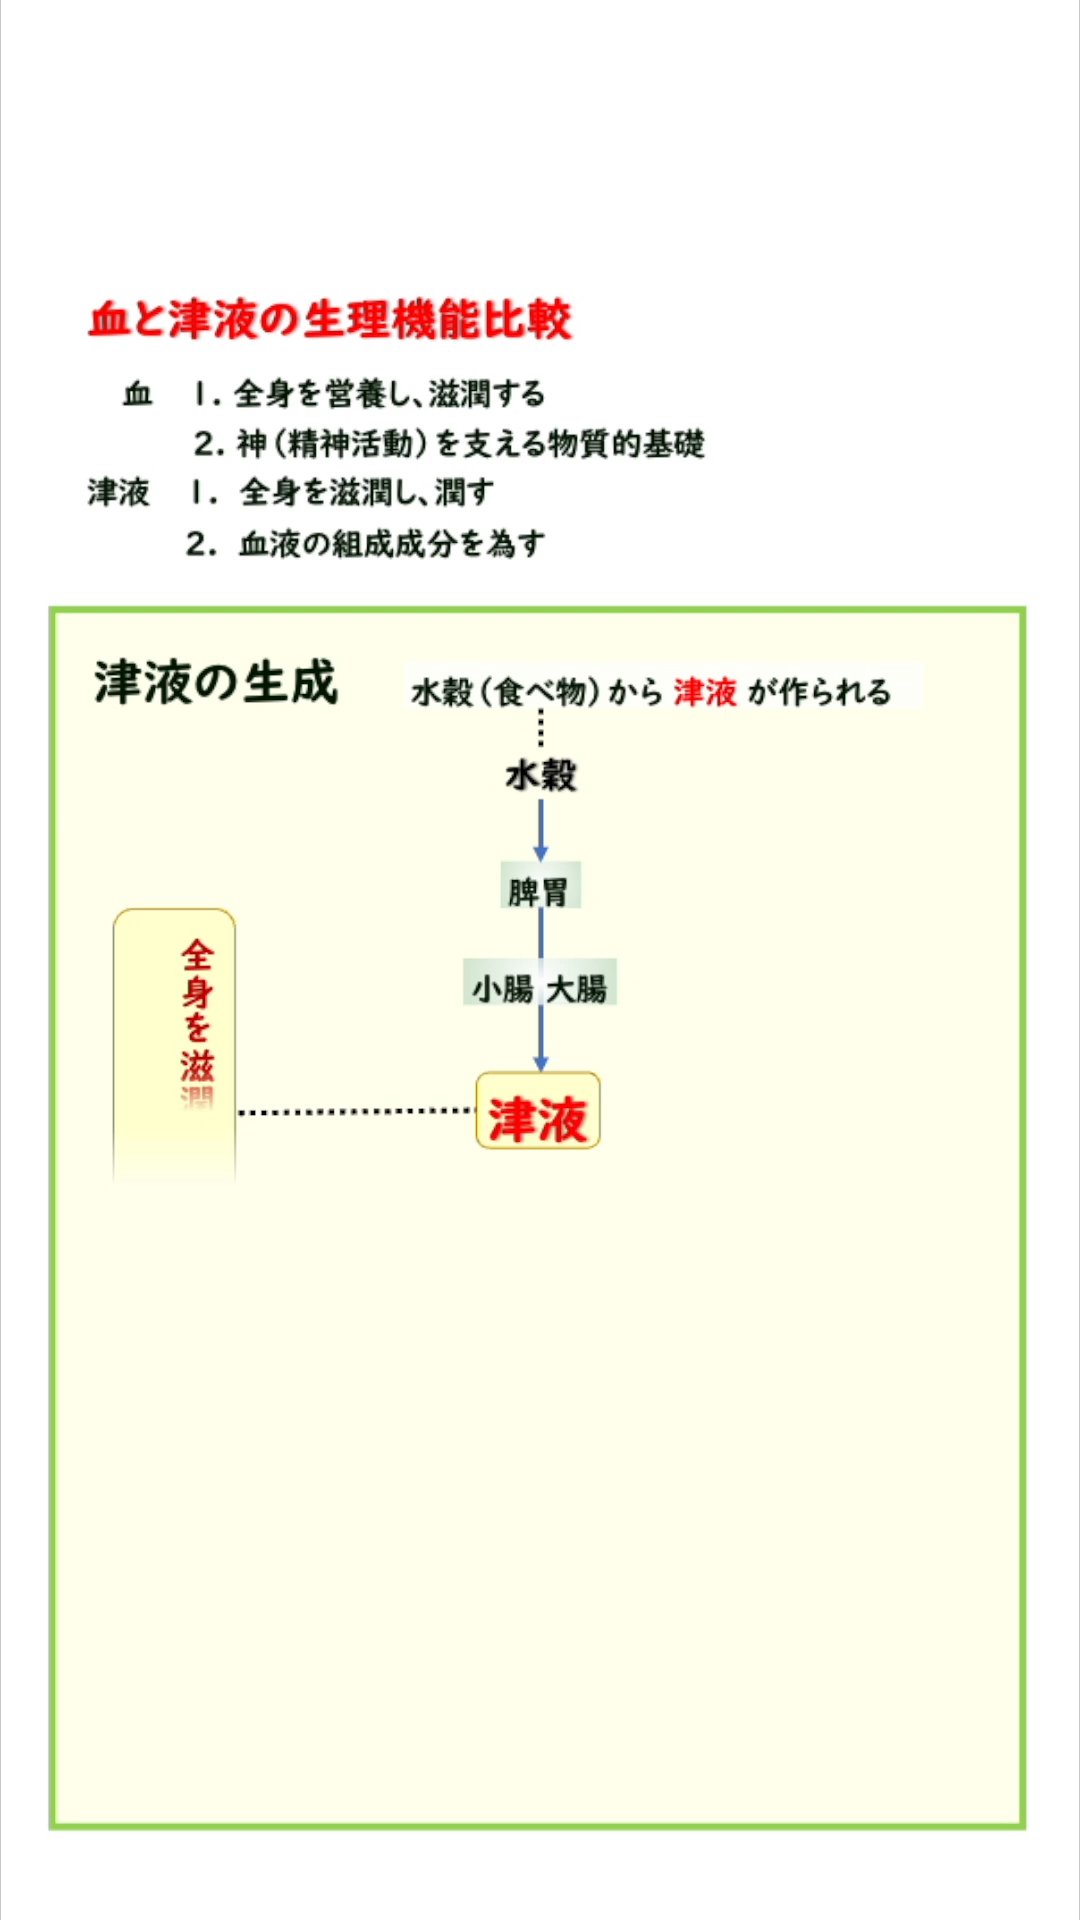 血と津液の生理機能比較
血 1. 全身を営養し、滋潤する
2. 神(精神活動)を支える物質的基礎
津液 1. 全身を滋潤し、潤す
2. 血液の組成成分を為す
津液の生成
水穀(食べ物)から 津液 が作られる
水穀
脾胃
小腸 大腸
津液
全身を滋潤